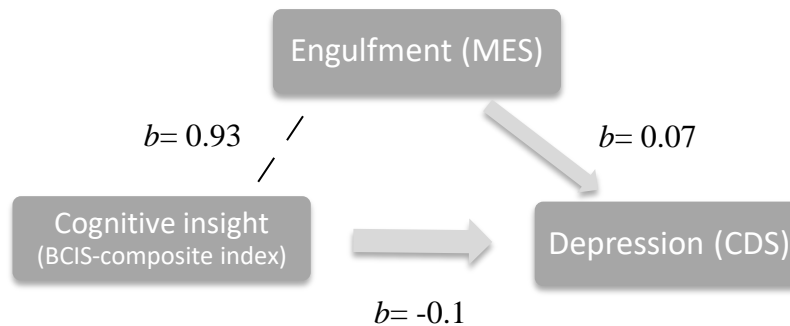 Engulfment (MES)
b= 0.93
b= 0.07
Cognitive insight
(BCIS-composite index)
Depression (CDS)
b= -0.1